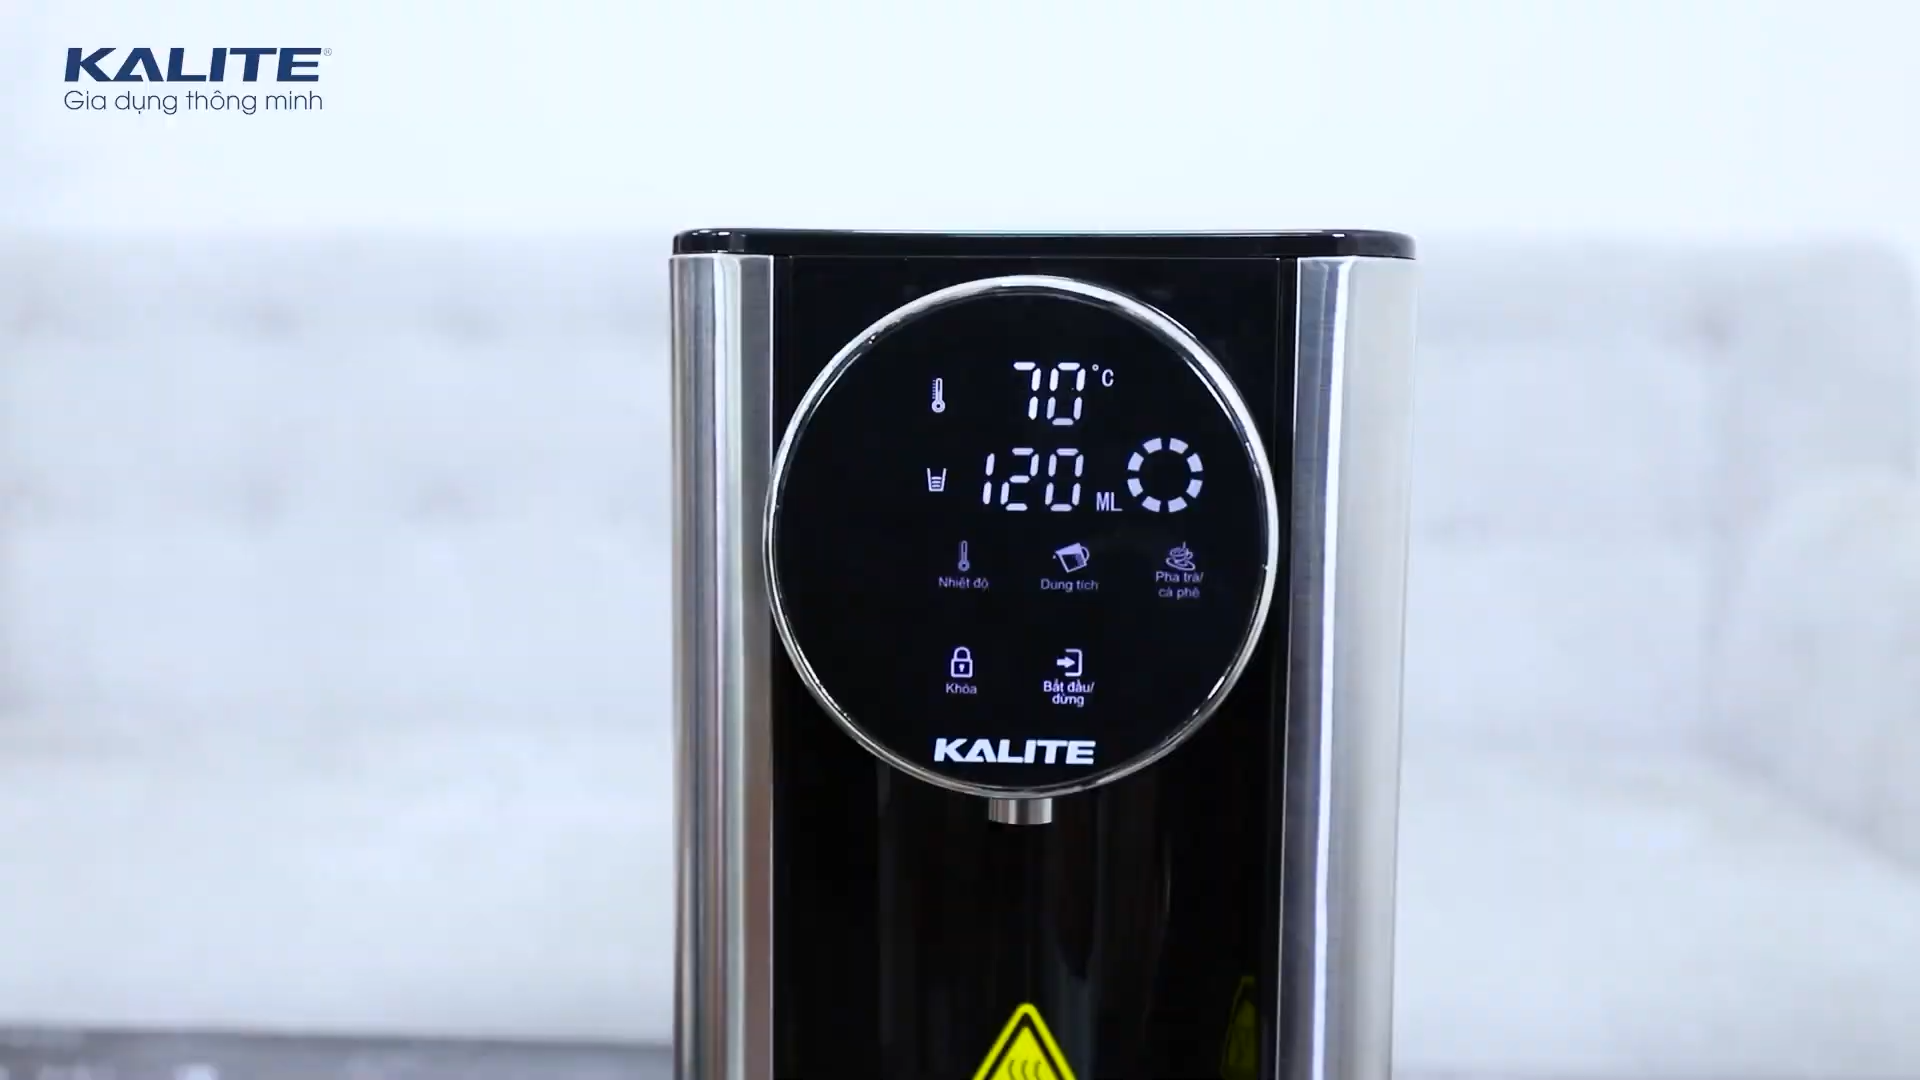 KALITE®
Gia dụng thông minh
70°C
120 ML
Nhiệt độ
Dung tích
Pha trà/
cà phê
Khóa
Bắt đầu/
dừng
KALITE